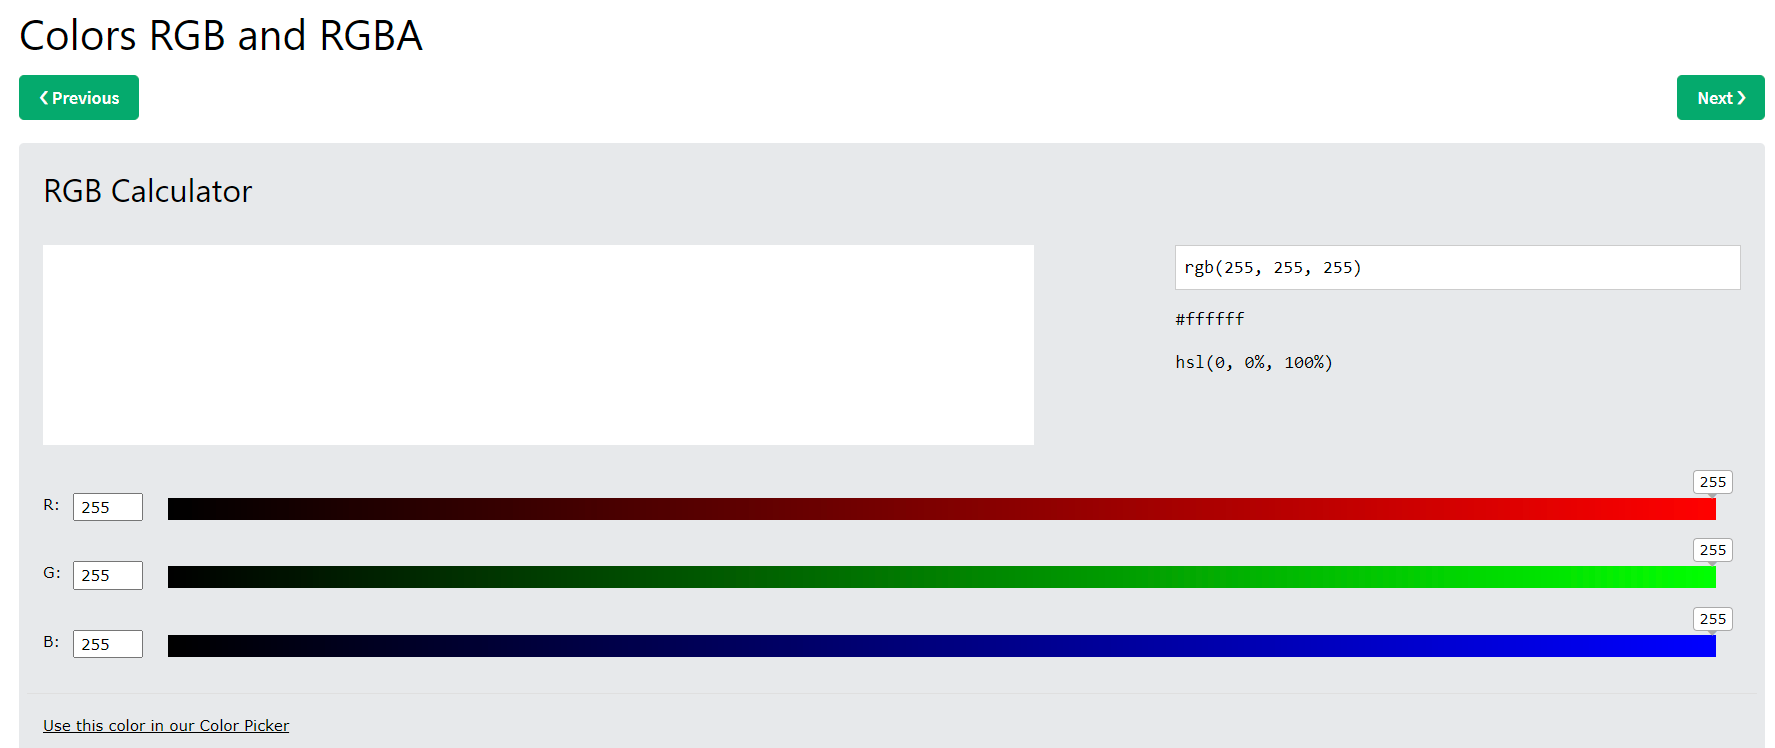 Colors RGB and RGBA
❮ Previous
Next ❯
RGB Calculator
rgb(255, 255, 255)
#ffffff
hsl(0, 0%, 100%)
255
R: 255
255
G: 255
255
B: 255
Use this color in our Color Picker